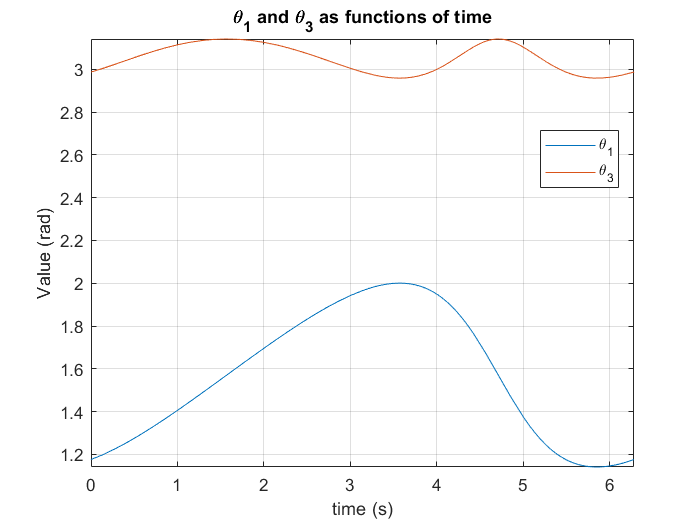 θ1 and θ3 as functions of time
3
2.8
2.6
2.4
2.2
2
1.8
1.6
1.4
1.2
Value (rad)
θ1
θ3
0 1 2 3 4 5 6
time (s)